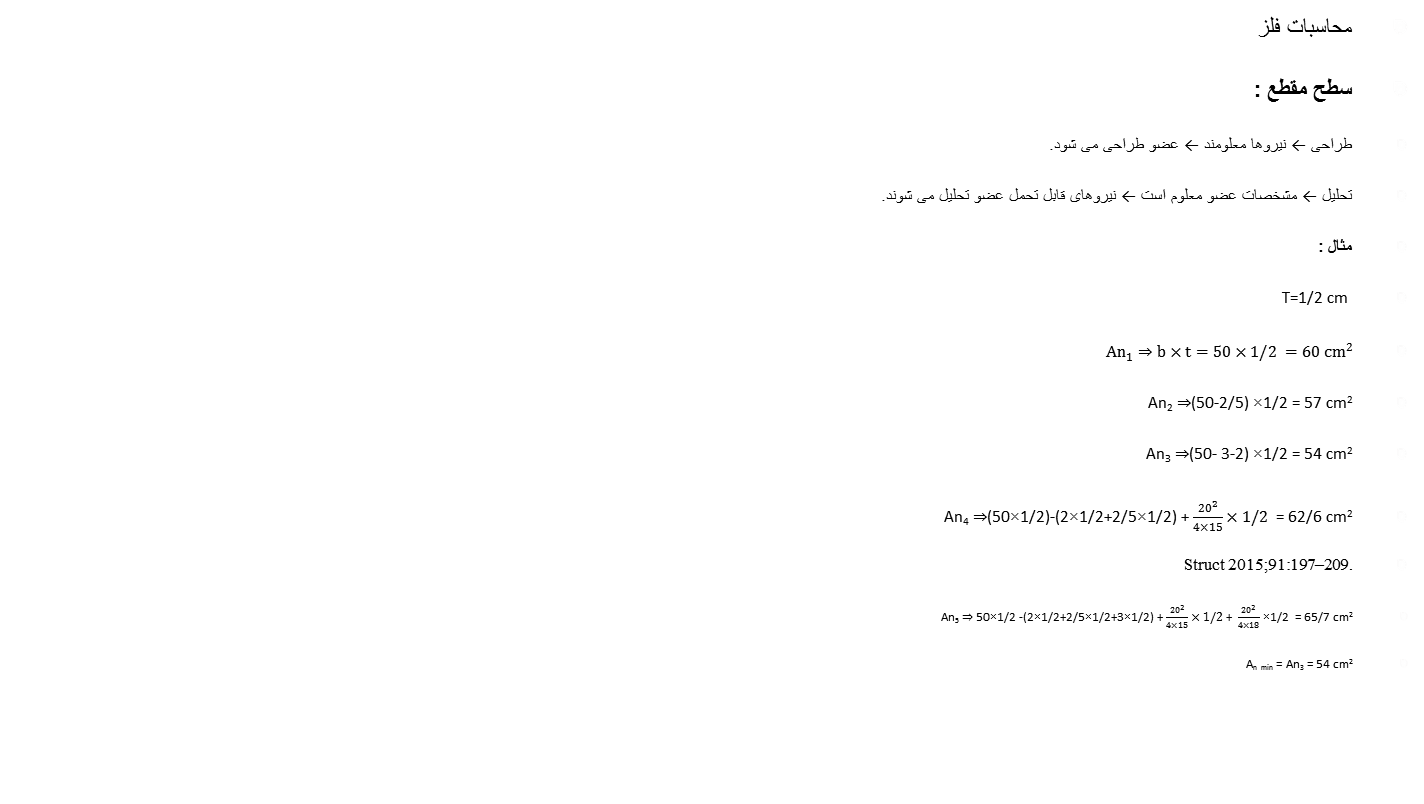 محاسبات فلز
سطح مقطع :
طراحی ← نیروها معلومند ← عضو طراحی می شود.
تحلیل ← مشخصات عضو معلوم است ← نیروهای قابل تحمل عضو تحلیل می شوند.
مثال :
T=1/2 cm
An₁ ⇒ b × t = 50 × 1/2 = 60 cm²
An₂ ⇒(50-2/5) ×1/2 = 57 cm²
An₃ ⇒(50- 3-2) ×1/2 = 54 cm²
An₄ ⇒(50×1/2)-(2×1/2+2/5×1/2) + 20²/4×15 × 1/2 = 62/6 cm²
Struct 2015;91:197–209.
An₅ ⇒ 50×1/2 -(2×1/2+2/5×1/2+3×1/2) + 20²/4×15 × 1/2 + 20²/4×18 ×1/2 = 65/7 cm²
Aₙ ₘᵢₙ = An₃ = 54 cm²